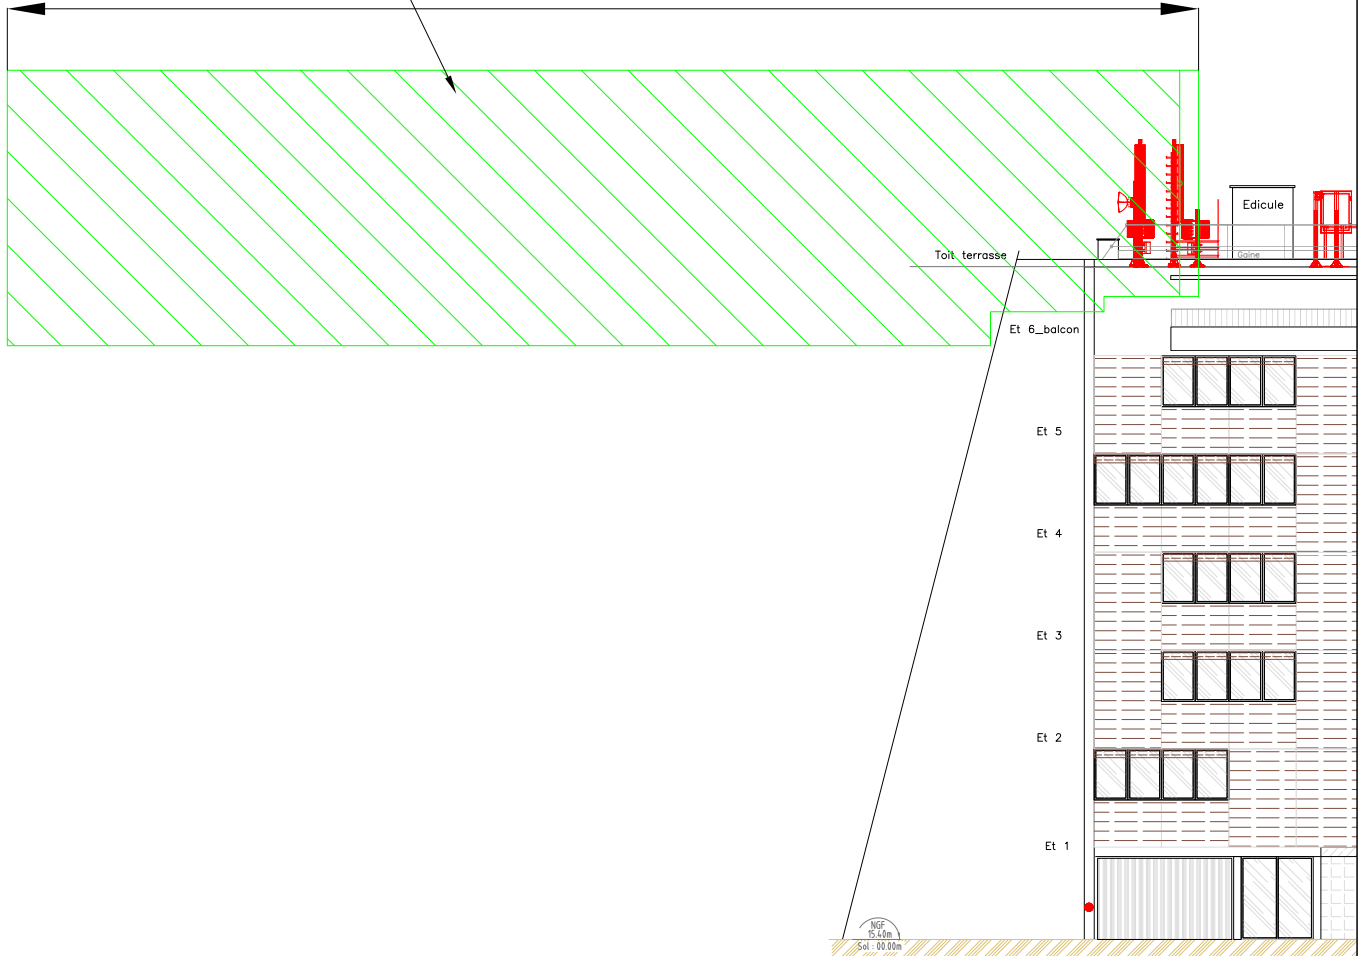 Edicule
Toit terrasse
Gaine
Et 6_balcon
Et 5
Et 4
Et 3
Et 2
Et 1
NGF
15.40m
Sol : 00.00m